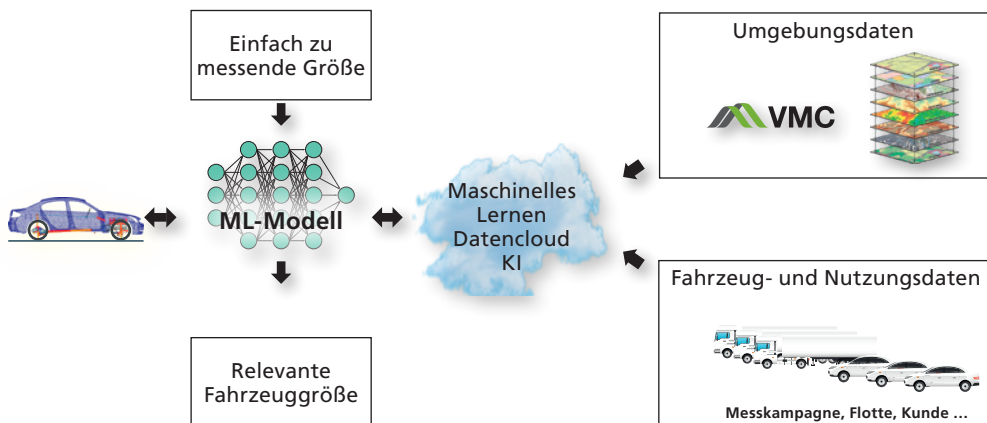 Einfach zu
messende Größe
ML-Modell
Relevante
Fahrzeuggröße
Maschinelles
Lernen
Datencloud
KI
Umgebungsdaten
VMC
Fahrzeug- und Nutzungsdaten
Messkampagne, Flotte, Kunde ...